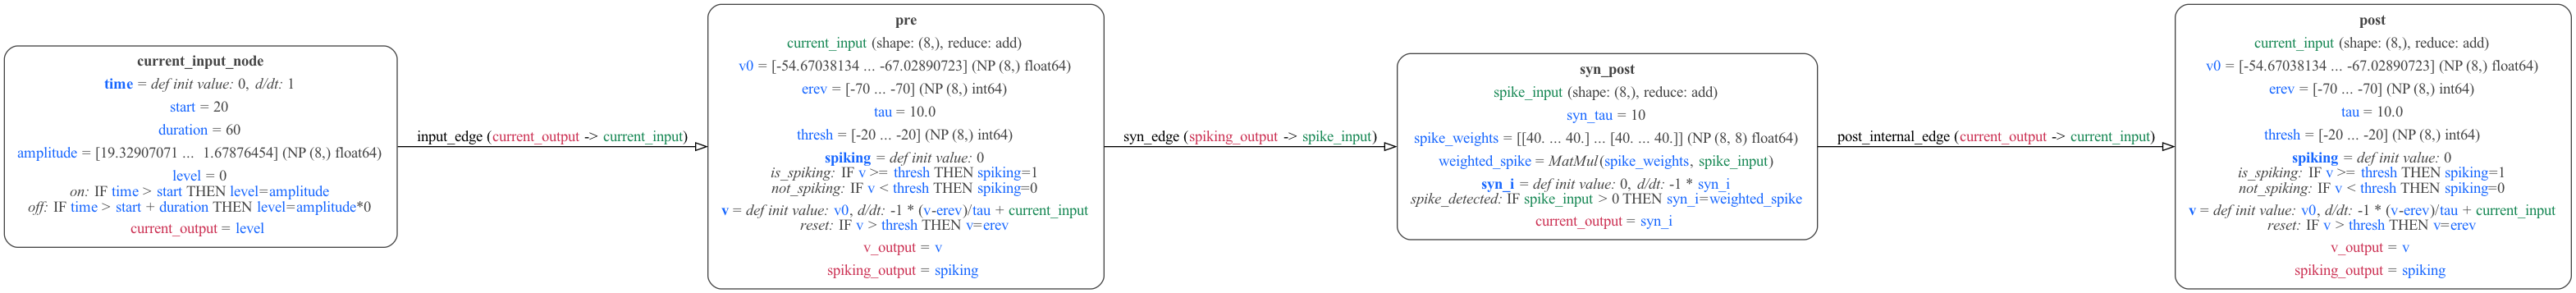 current_input_node
time = def init value: 0, d/dt: 1
start = 20
duration = 60
amplitude = [19.32907071 ... 1.67876454] (NP (8,) float64)
level = 0
on: IF time > start THEN level=amplitude
off: IF time > start + duration THEN level=amplitude*0
current_output = level
input_edge (current_output -> current_input)
pre
current_input (shape: (8,), reduce: add)
v0 = [-54.67038134 ... -67.02890723] (NP (8,) float64)
erev = [-70 ... -70] (NP (8,) int64)
tau = 10.0
thresh = [-20 ... -20] (NP (8,) int64)
spiking = def init value: 0
is_spiking: IF v >= thresh THEN spiking=1
not_spiking: IF v < thresh THEN spiking=0
v = def init value: v0, d/dt: -1 * (v-erev)/tau + current_input
reset: IF v > thresh THEN v=erev
v_output = v
spiking_output = spiking
syn_edge (spiking_output -> spike_input)
syn_post
spike_input (shape: (8,), reduce: add)
syn_tau = 10
spike_weights = [[40. ... 40.] ... [40. ... 40.]] (NP (8, 8) float64)
weighted_spike = MatMul(spike_weights, spike_input)
syn_i = def init value: 0, d/dt: -1 * syn_i
spike_detected: IF spike_input > 0 THEN syn_i=weighted_spike
current_output = syn_i
post_internal_edge (current_output -> current_input)
post
current_input (shape: (8,), reduce: add)
v0 = [-54.67038134 ... -67.02890723] (NP (8,) float64)
erev = [-70 ... -70] (NP (8,) int64)
tau = 10.0
thresh = [-20 ... -20] (NP (8,) int64)
spiking = def init value: 0
is_spiking: IF v >= thresh THEN spiking=1
not_spiking: IF v < thresh THEN spiking=0
v = def init value: v0, d/dt: -1 * (v-erev)/tau + current_input
reset: IF v > thresh THEN v=erev
v_output = v
spiking_output = spiking